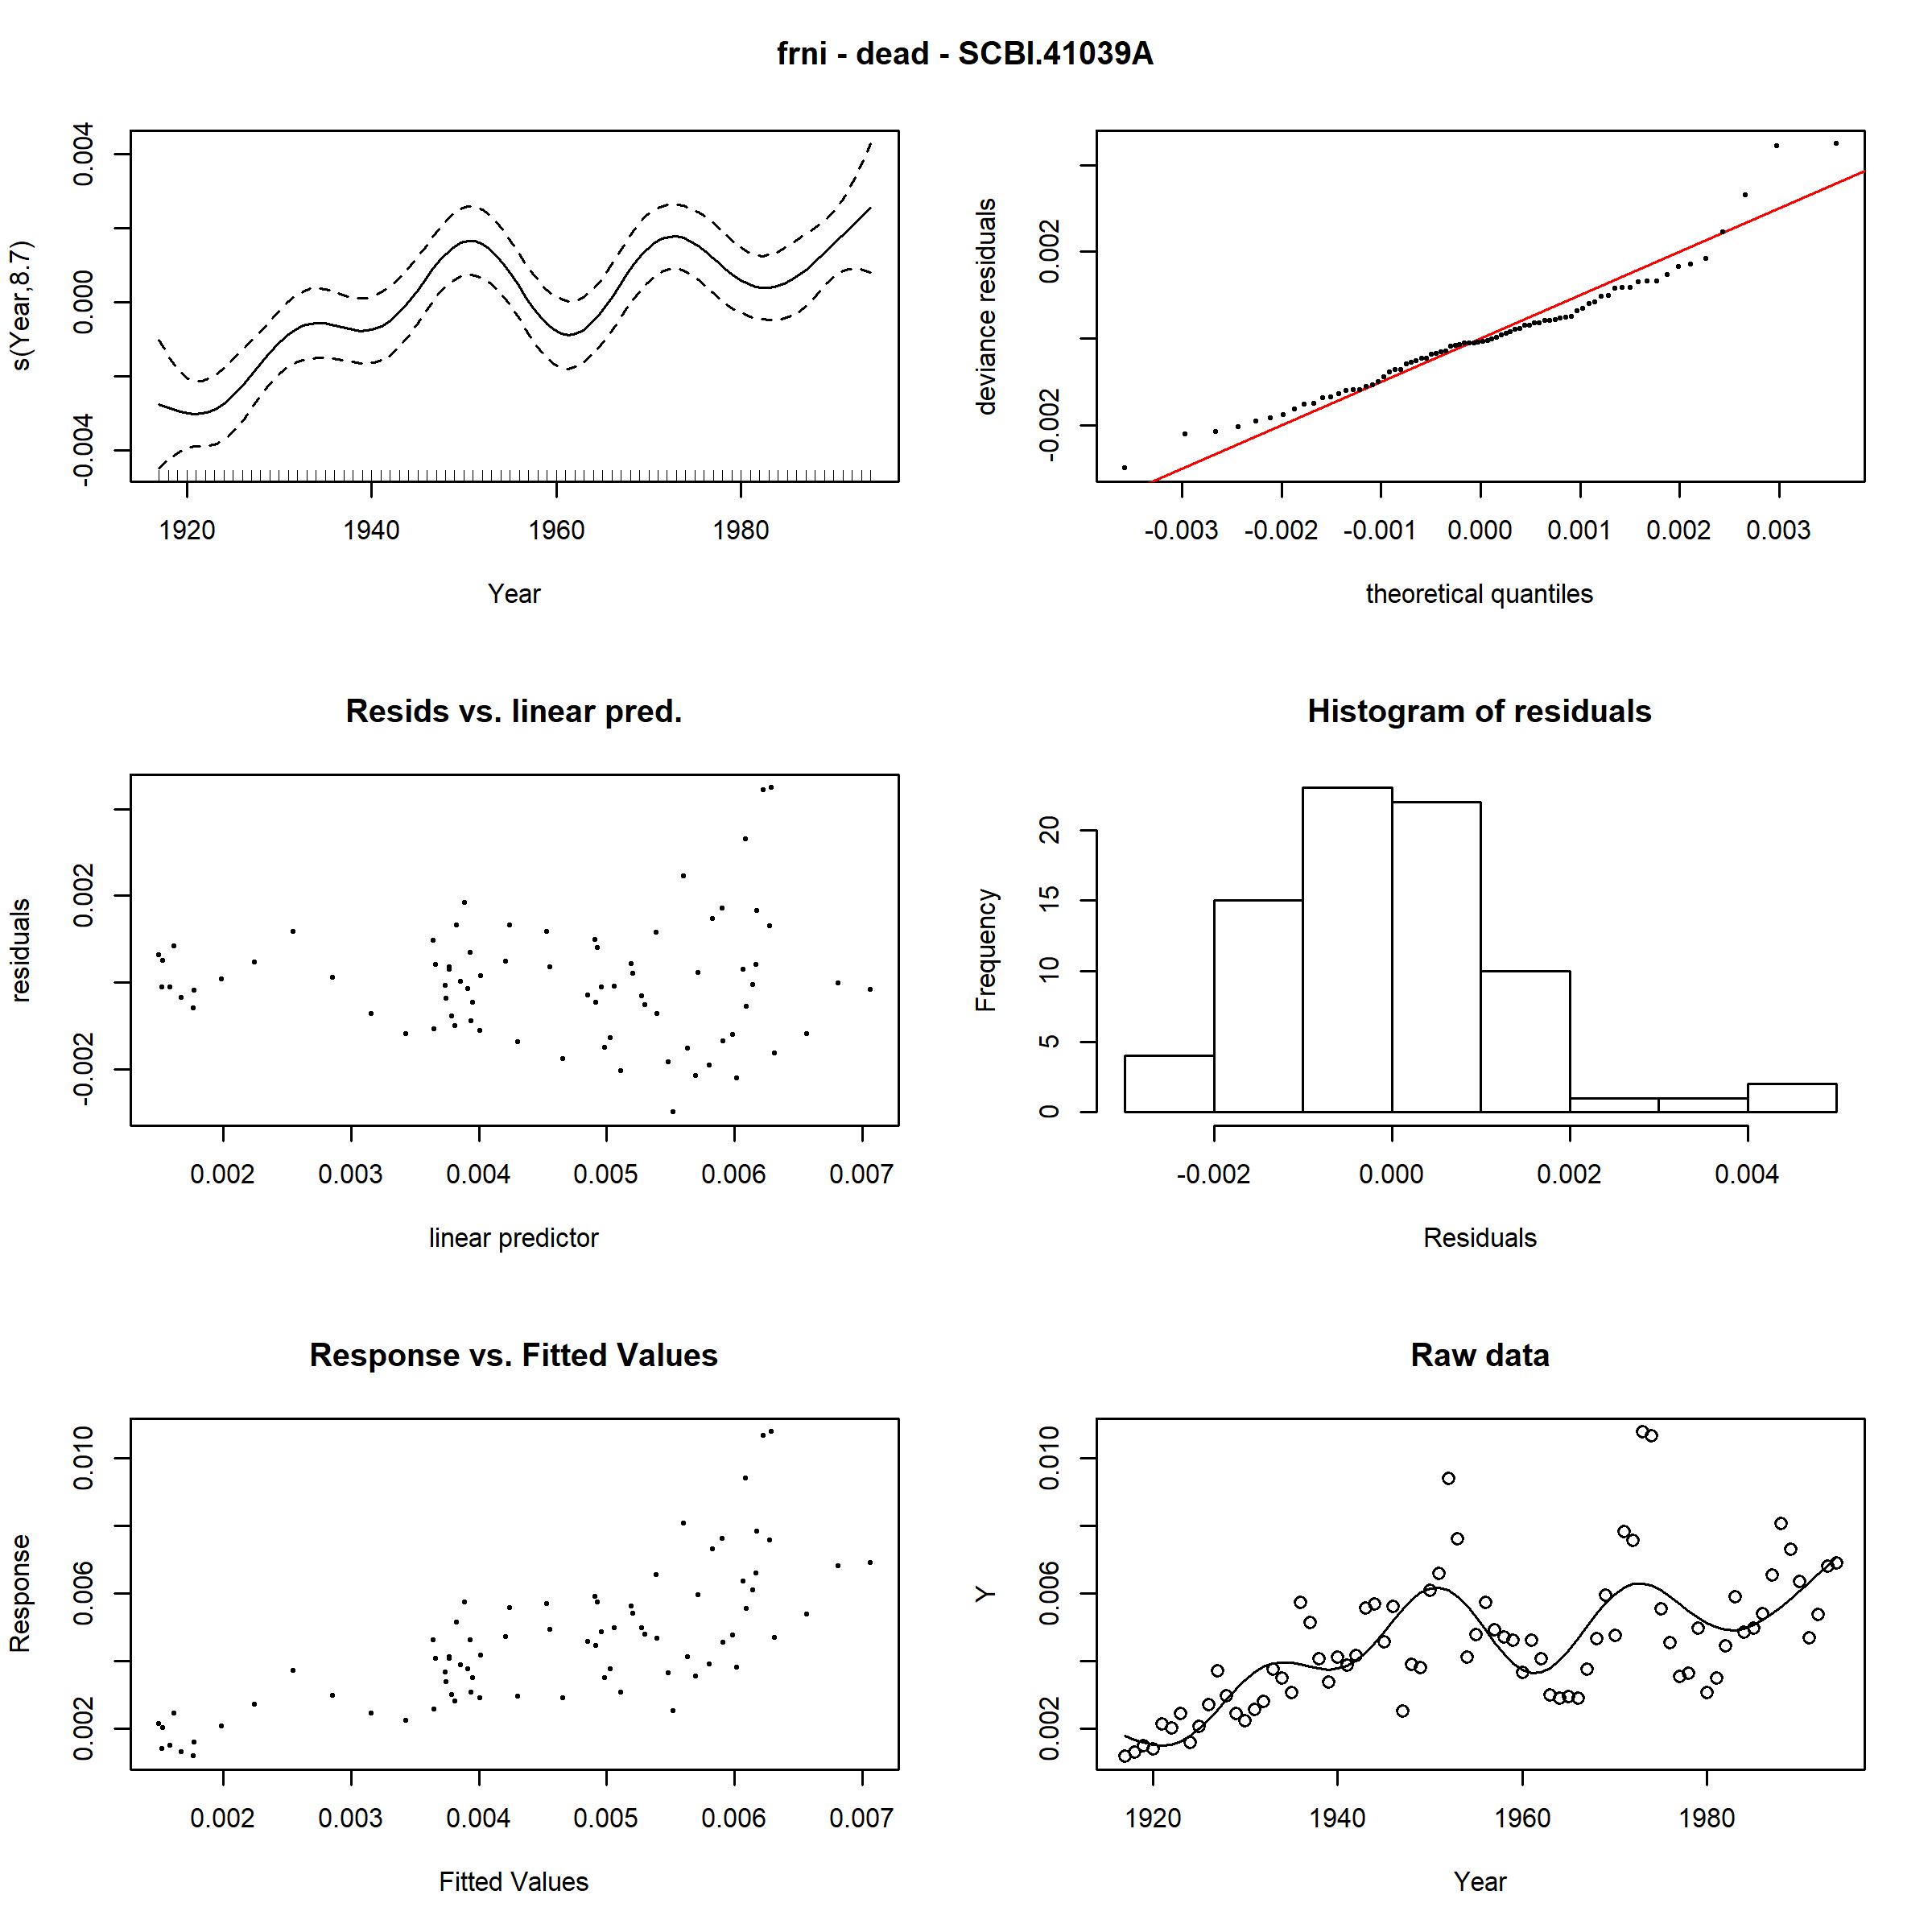 frni - dead - SCBI.41039A
s(Year,8.7)
0.004
0.000
-0.004
1920 1940 1960 1980
Year
deviance residuals
0.002
-0.002
-0.003 -0.002 -0.001 0.000 0.001 0.002 0.003
theoretical quantiles
Resids vs. linear pred.
residuals
0.002
-0.002
0.002 0.003 0.004 0.005 0.006 0.007
linear predictor
Histogram of residuals
Frequency
20
15
10
5
0
-0.002 0.000 0.002 0.004
Residuals
Response vs. Fitted Values
Response
0.010
0.006
0.002
0.002 0.003 0.004 0.005 0.006 0.007
Fitted Values
Raw data
Y
0.010
0.006
0.002
1920 1940 1960 1980
Year